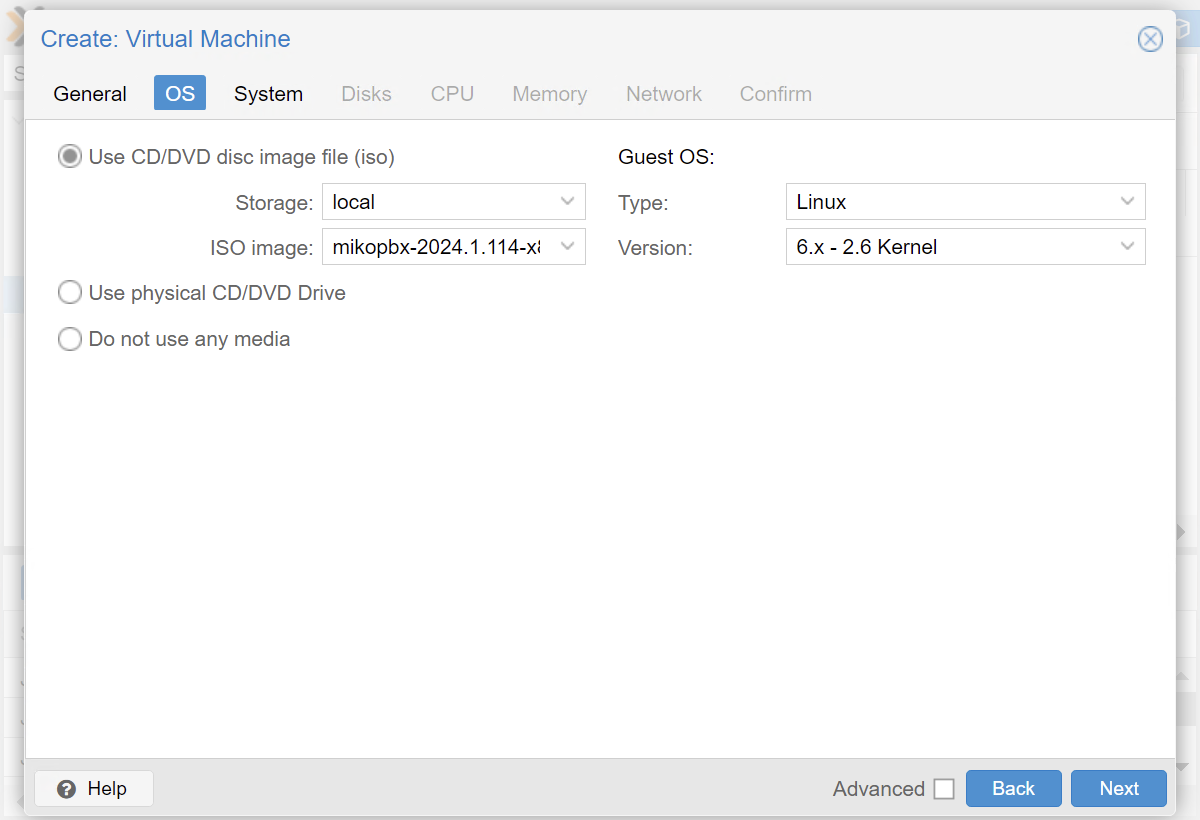 Create: Virtual Machine
General OS System Disks CPU Memory Network Confirm
Use CD/DVD disc image file (iso)
Storage: local
ISO image: mikopbx-2024.1.114-x8
Use physical CD/DVD Drive
Do not use any media
Guest OS:
Type: Linux
Version: 6.x - 2.6 Kernel
Help
Advanced Back Next